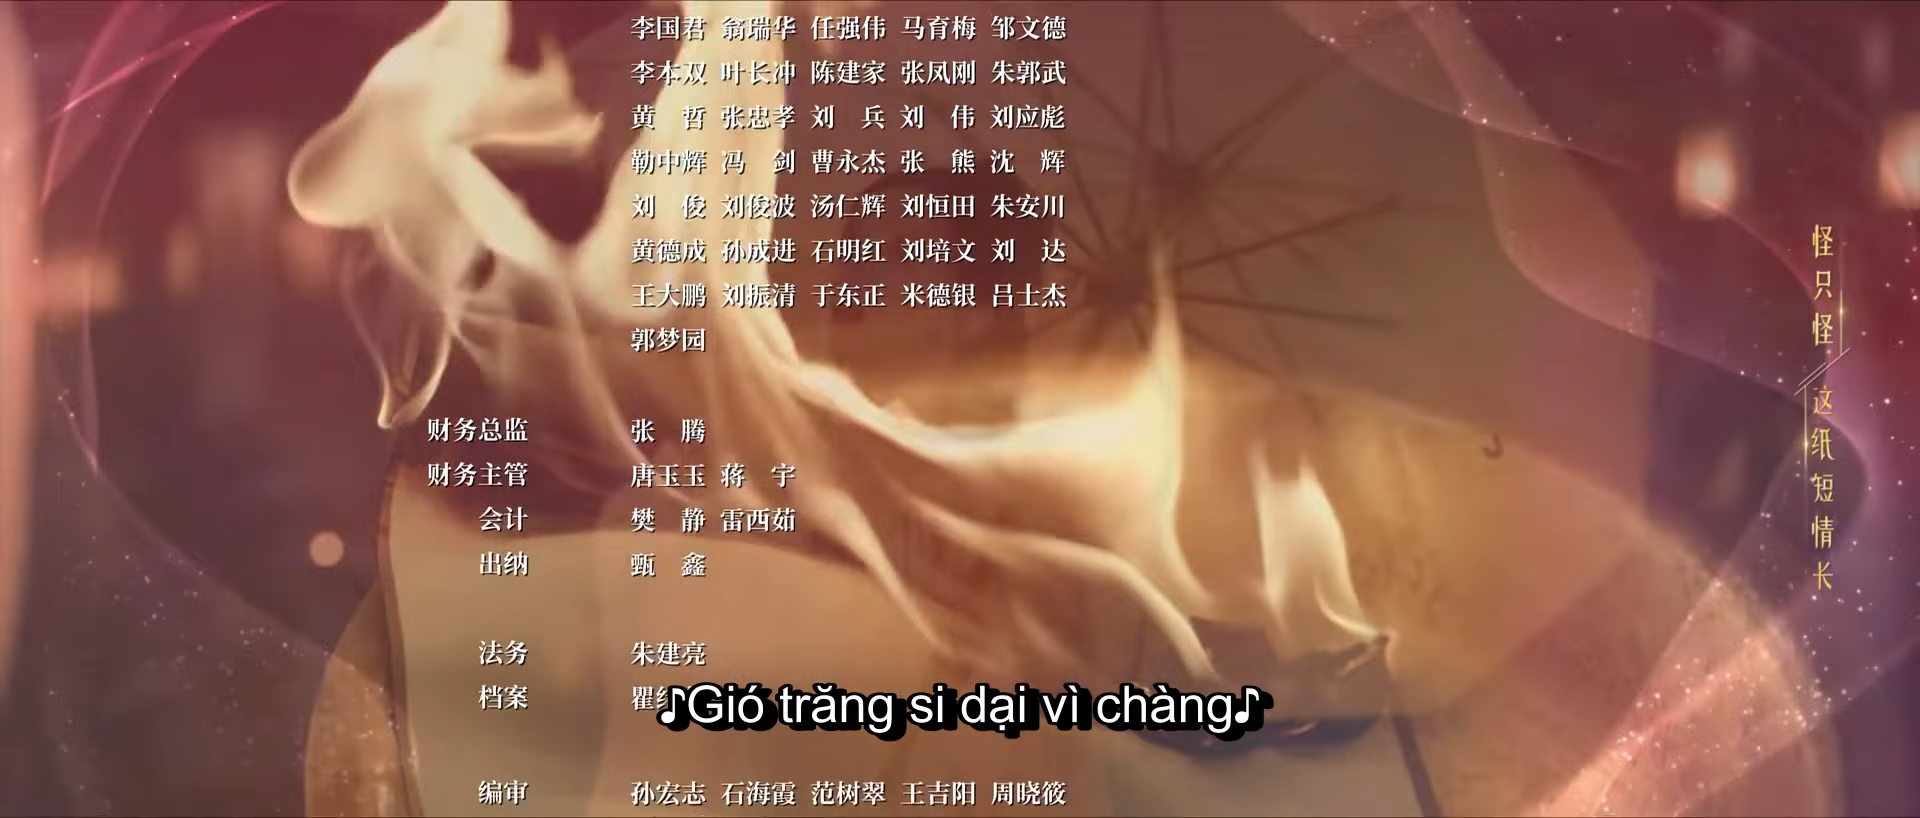 李国君 翁瑞华 任强伟 马育梅 邹文德
李本双 叶长冲 陈建家 张凤刚 朱郭武
黄 哲 张忠孝 刘 兵 刘 伟 刘应彪
勒中辉 冯 剑 曹永杰 张 熊 沈 辉
刘 俊 刘俊波 汤仁辉 刘恒田 朱安川
黄德成 孙成进 石明红 刘培文 刘 达
王大鹏 刘振清 于东正 米德银 吕士杰
郭梦园
财务总监 张 腾
财务主管 唐玉玉 蒋 宇
会计 樊 静 雷西茹
出纳 甄 鑫
法务 朱建亮
档案 瞿
♪Gió trăng si dại vì chàng♪
编审 孙宏志 石海霞 范树翠 王吉阳 周晓筱
怪只怪
这纸短情长